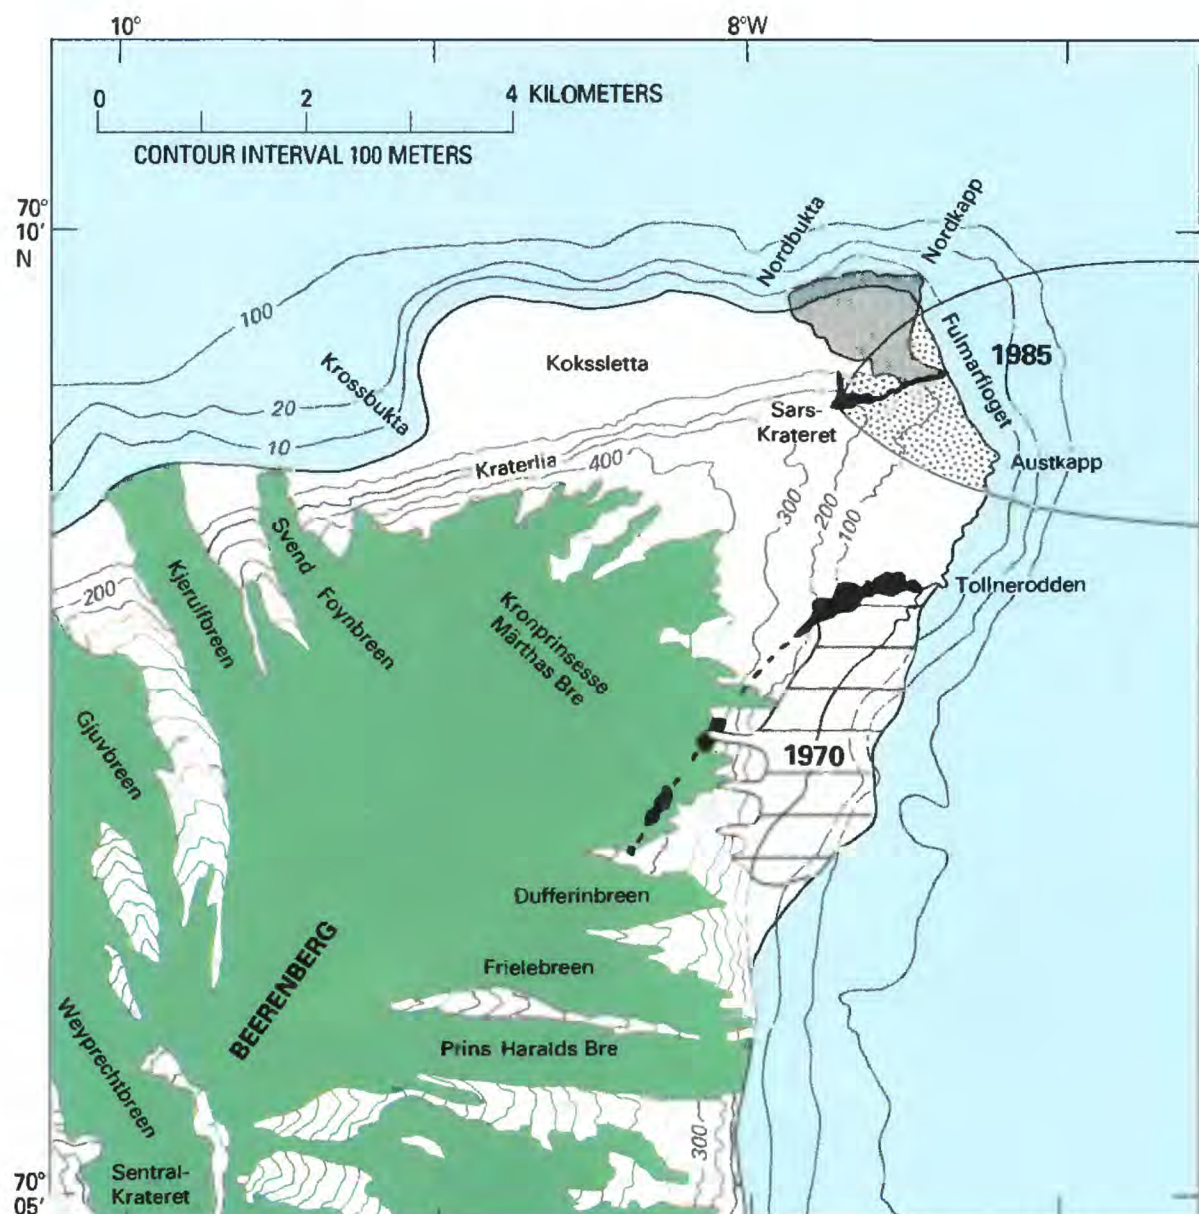 10°
8°W
0 2 4 KILOMETERS
CONTOUR INTERVAL 100 METERS
70°
10'
N
Nordbukta
Nordkapp
100
Fulmarfloget
1985
Krossbukta
Kokssletta
20
10
Sars-
Krateret
Kraterlia
400
Austkapp
300
200
100
200
Kjerulfbreen
Svend Foynbreen
Kronprinsesse
Märthas Bre
Tollnerodden
Gjuvbreen
1970
Dufferinbreen
BEERENBERG
Frielebreen
Weyprechtbreen
Prins Haralds Bre
300
Sentral-
Krateret
70°
05'